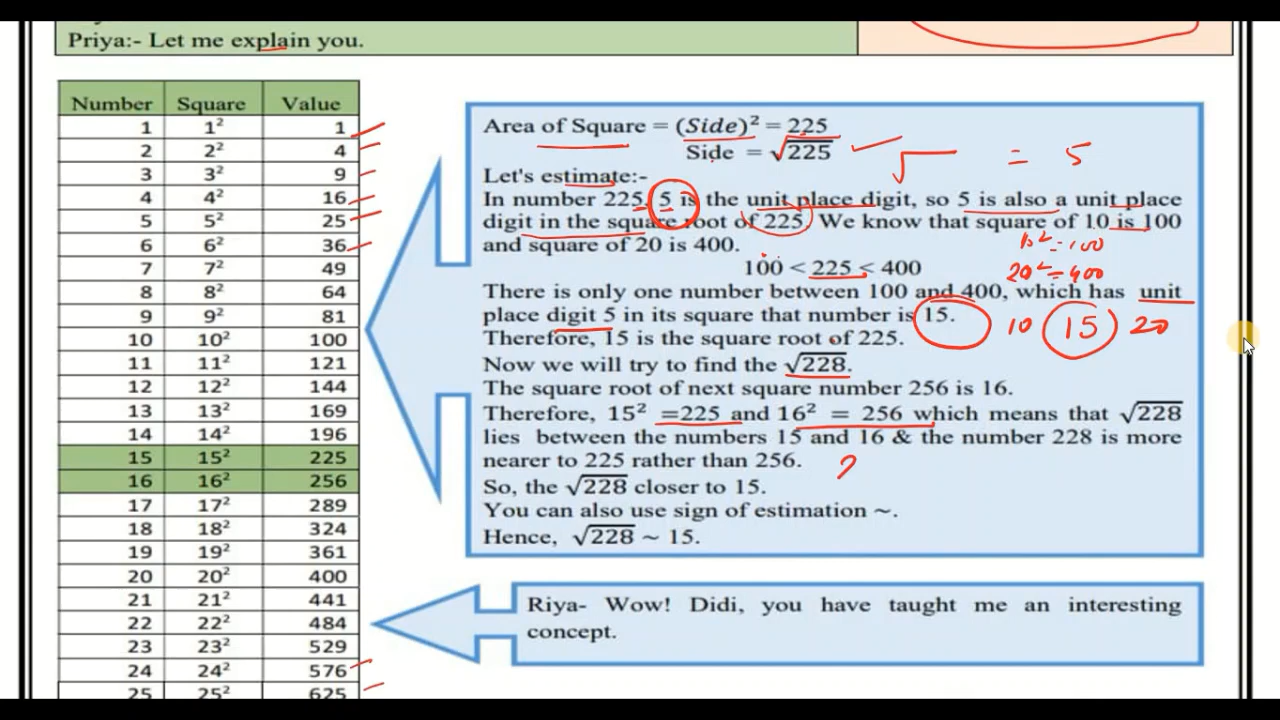 Priya:- Let me explain you.
Number Square Value
1 1² 1
2 2² 4
3 3² 9
4 4² 16
5 5² 25
6 6² 36
7 7² 49
8 8² 64
9 9² 81
10 10² 100
11 11² 121
12 12² 144
13 13² 169
14 14² 196
15 15² 225
16 16² 256
17 17² 289
18 18² 324
19 19² 361
20 20² 400
21 21² 441
22 22² 484
23 23² 529
24 24² 576
25 25² 625
Area of Square = (Side)² = 225
Side = √225
√ = 5
Let's estimate:-
In number 225, 5 is the unit place digit, so 5 is also a unit place
digit in the square root of 225. We know that square of 10 is 100
and square of 20 is 400.
10² = 100
20² = 400
100 < 225 < 400
There is only one number between 100 and 400, which has unit
place digit 5 in its square that number is 15.
10 15 20
Therefore, 15 is the square root of 225.
Now we will try to find the √228.
The square root of next square number 256 is 16.
Therefore, 15² =225 and 16² = 256 which means that √228
lies between the numbers 15 and 16 & the number 228 is more
nearer to 225 rather than 256.
So, the √228 closer to 15.
You can also use sign of estimation ~.
Hence, √228 ~ 15.
Riya- Wow! Didi, you have taught me an interesting
concept.